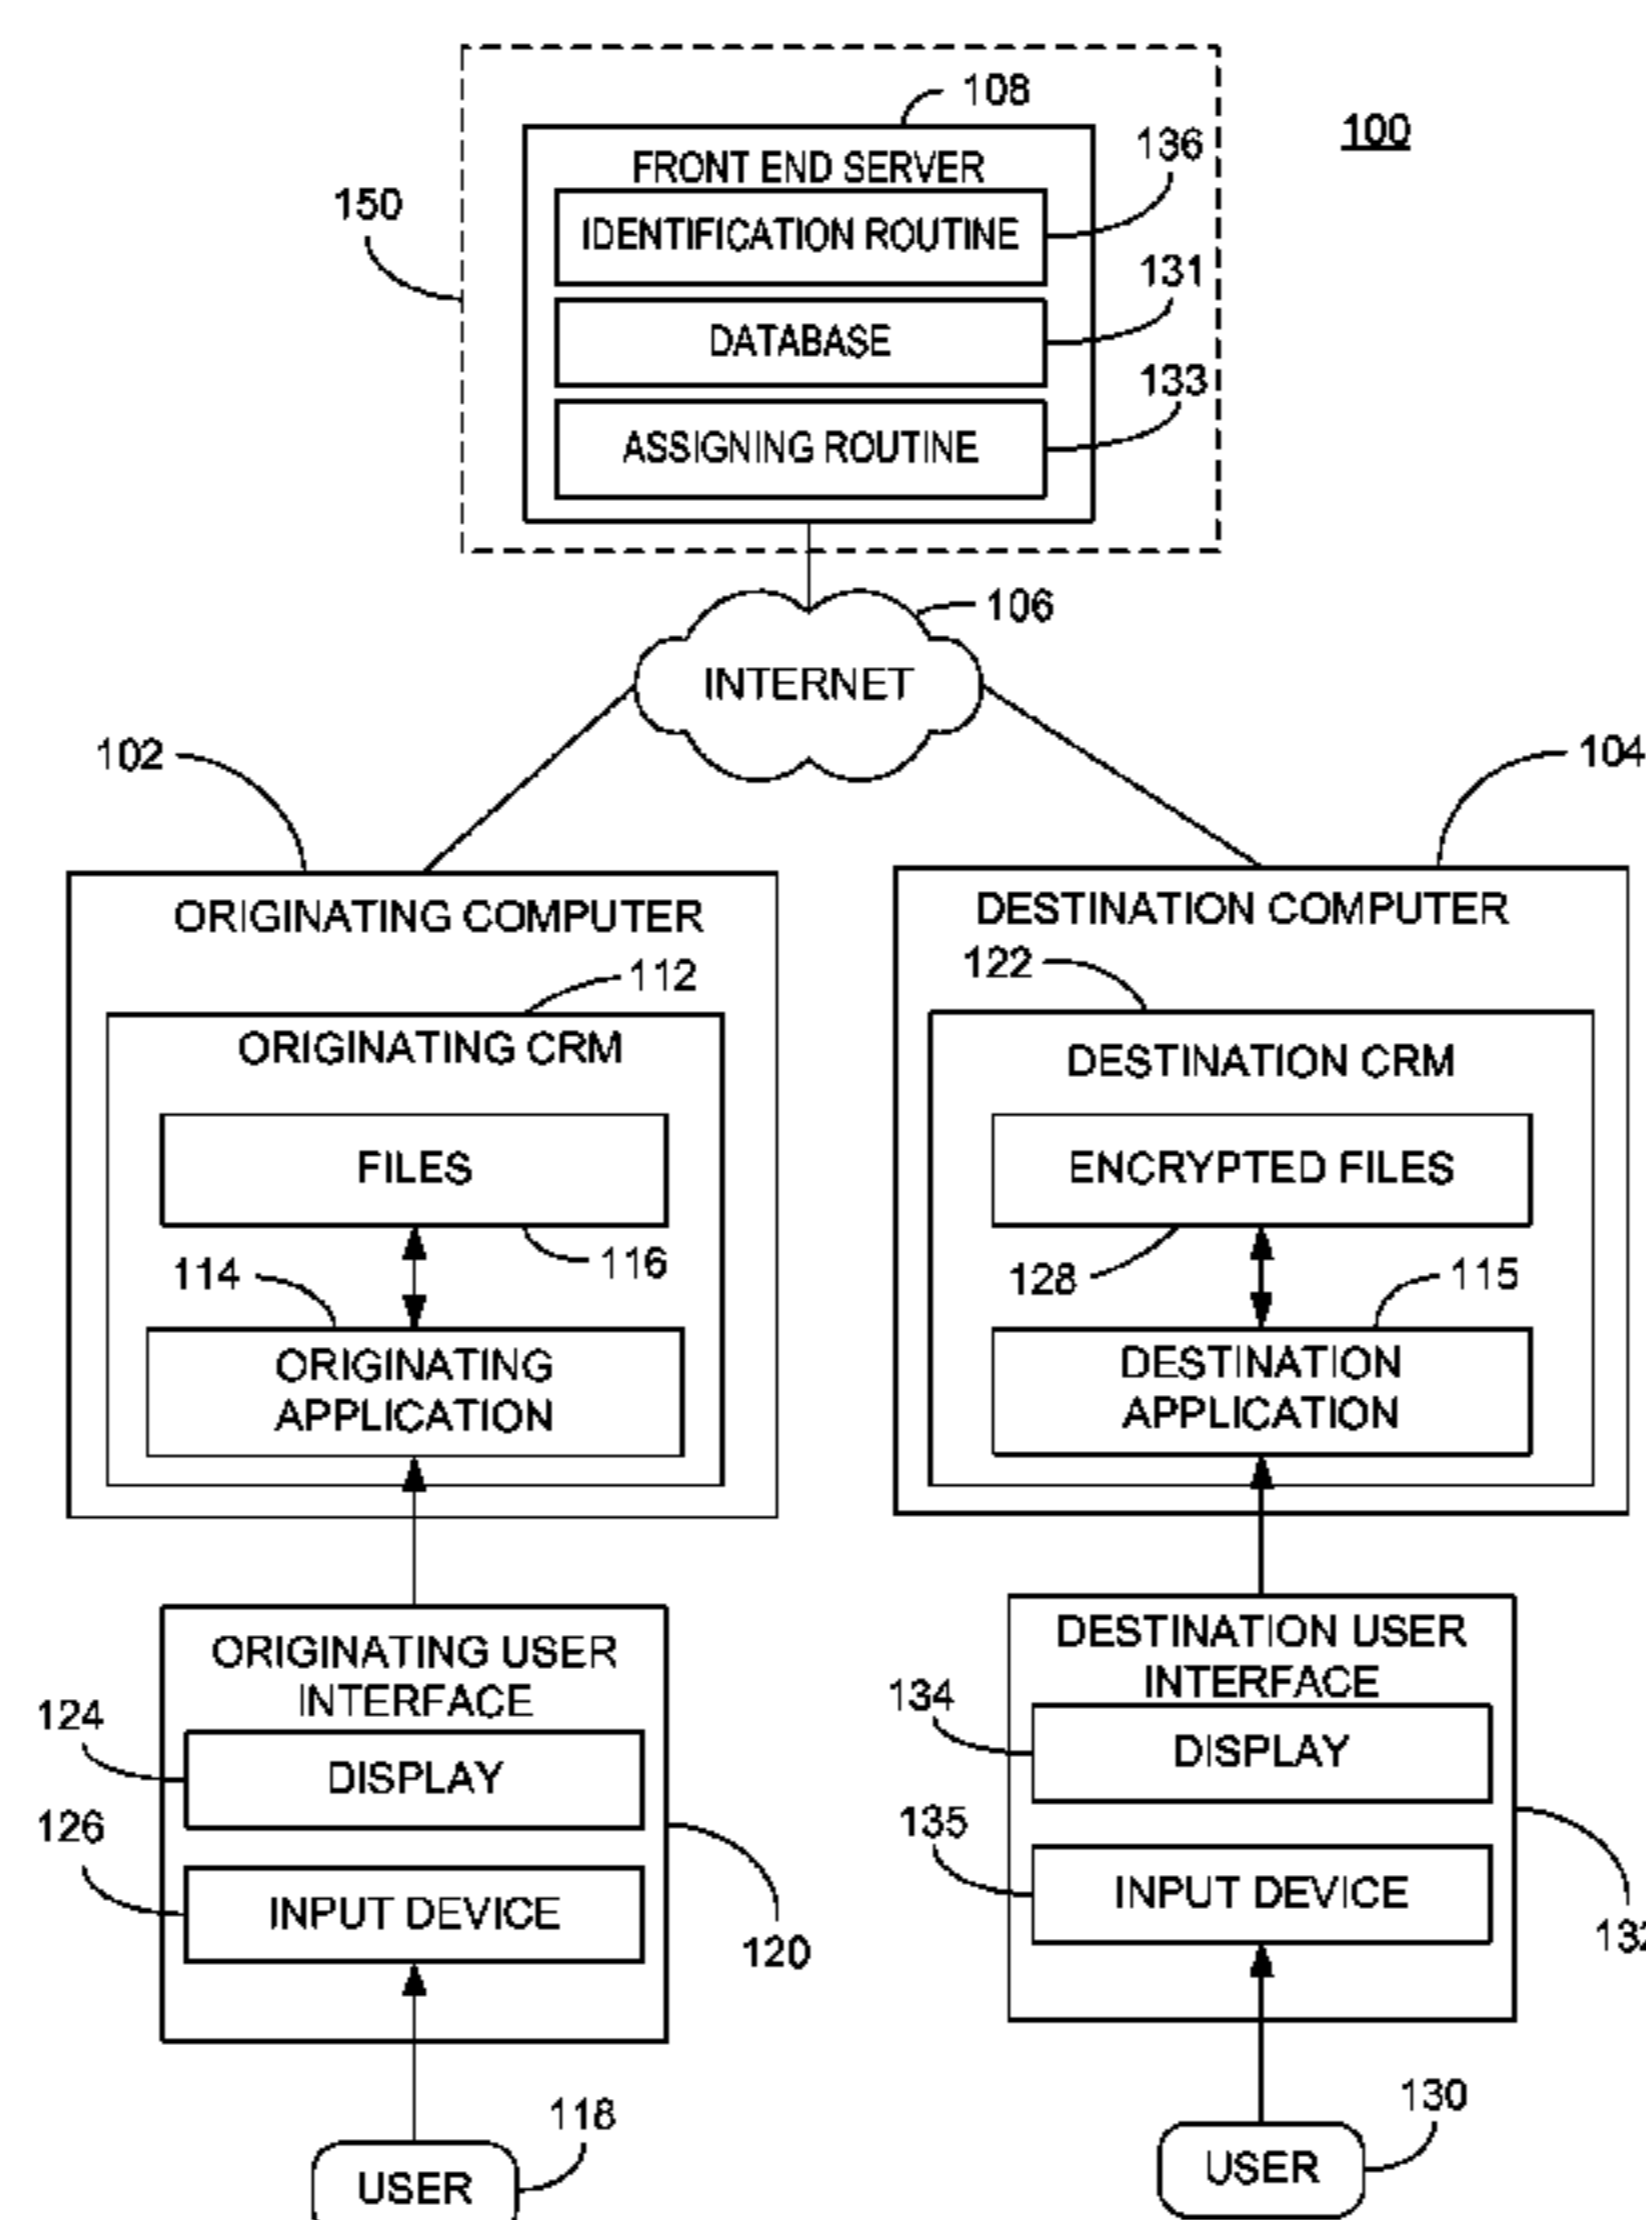 108
100
136
FRONT END SERVER
150
IDENTIFICATION ROUTINE
131
DATABASE
133
ASSIGNING ROUTINE
106
INTERNET
102
104
ORIGINATING COMPUTER
DESTINATION COMPUTER
112
122
ORIGINATING CRM
DESTINATION CRM
FILES
ENCRYPTED FILES
114
116
128
115
ORIGINATING
APPLICATION
DESTINATION
APPLICATION
ORIGINATING USER
INTERFACE
DESTINATION USER
INTERFACE
124
134
DISPLAY
DISPLAY
126
135
INPUT DEVICE
INPUT DEVICE
120
132
118
130
USER
USER